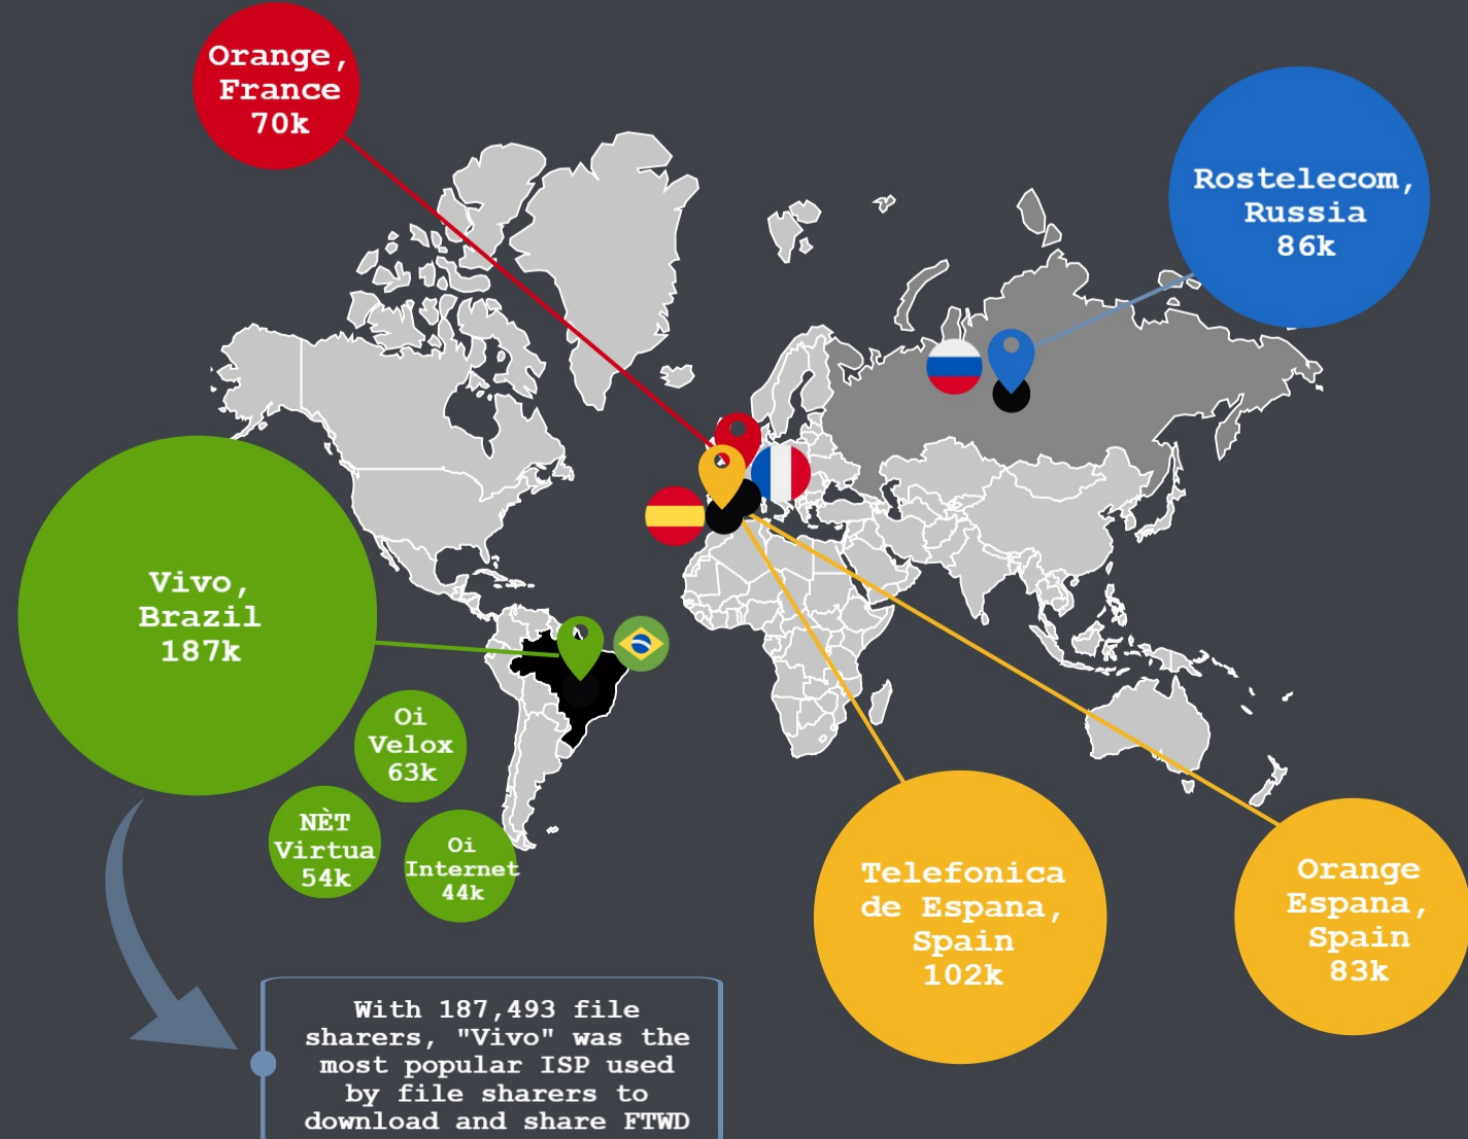 Orange,
France
70k
Rostelecom,
Russia
86k
Vivo,
Brazil
187k
Oi
Velox
63k
NÈT
Virtua
54k
Oi
Internet
44k
Telefonica
de Espana,
Spain
102k
Orange
Espana,
Spain
83k
With 187,493 file
sharers, "Vivo" was the
most popular ISP used
by file sharers to
download and share FTWD